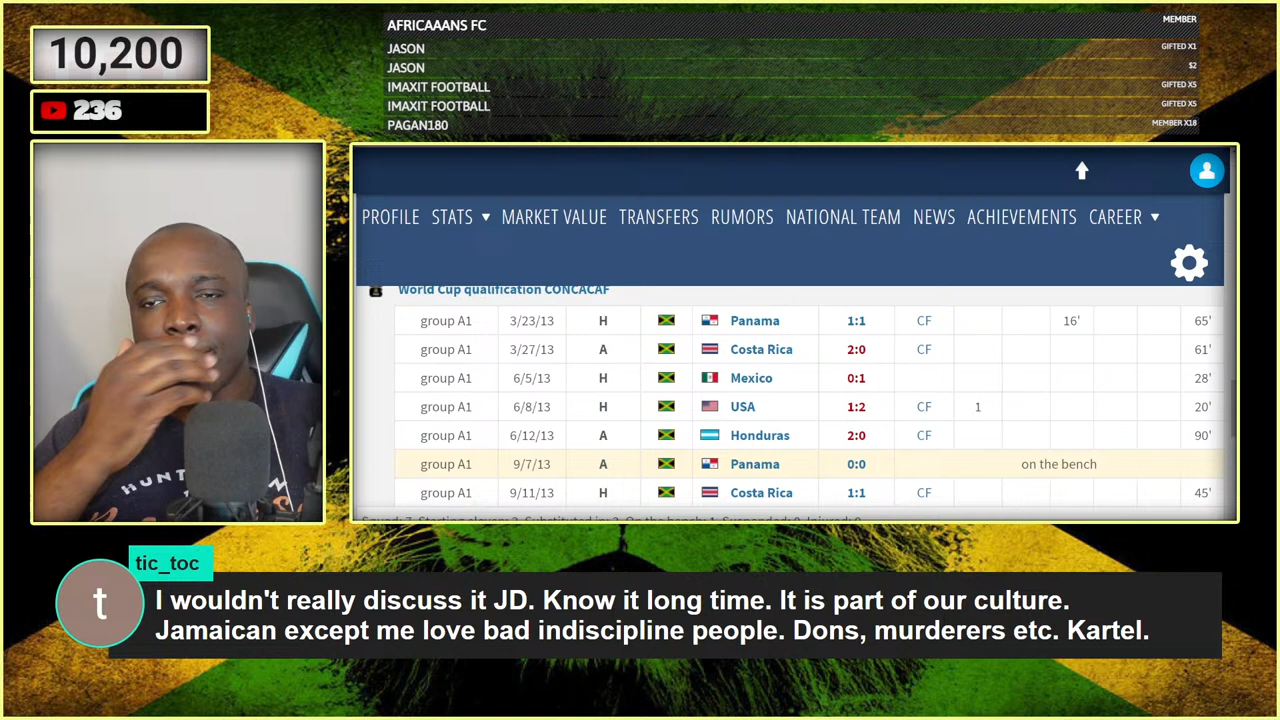 10,200
236
AFRICAAANS FC MEMBER
JASON GIFTED X1
JASON $2
IMAXIT FOOTBALL GIFTED X5
IMAXIT FOOTBALL GIFTED X5
PAGAN180 MEMBER X18
PROFILE STATS MARKET VALUE TRANSFERS RUMORS NATIONAL TEAM NEWS ACHIEVEMENTS CAREER
World Cup qualification CONCACAF
group A1 3/23/13 H Panama 1:1 CF 16' 65'
group A1 3/27/13 A Costa Rica 2:0 CF 61'
group A1 6/5/13 H Mexico 0:1 CF 28'
group A1 6/8/13 H USA 1:2 CF 1 20'
group A1 6/12/13 A Honduras 2:0 CF 90'
group A1 9/7/13 A Panama 0:0 on the bench
group A1 9/11/13 H Costa Rica 1:1 CF 45'
HUNT
tic_toc
t
I wouldn't really discuss it JD. Know it long time. It is part of our culture.
Jamaican except me love bad indiscipline people. Dons, murderers etc. Kartel.